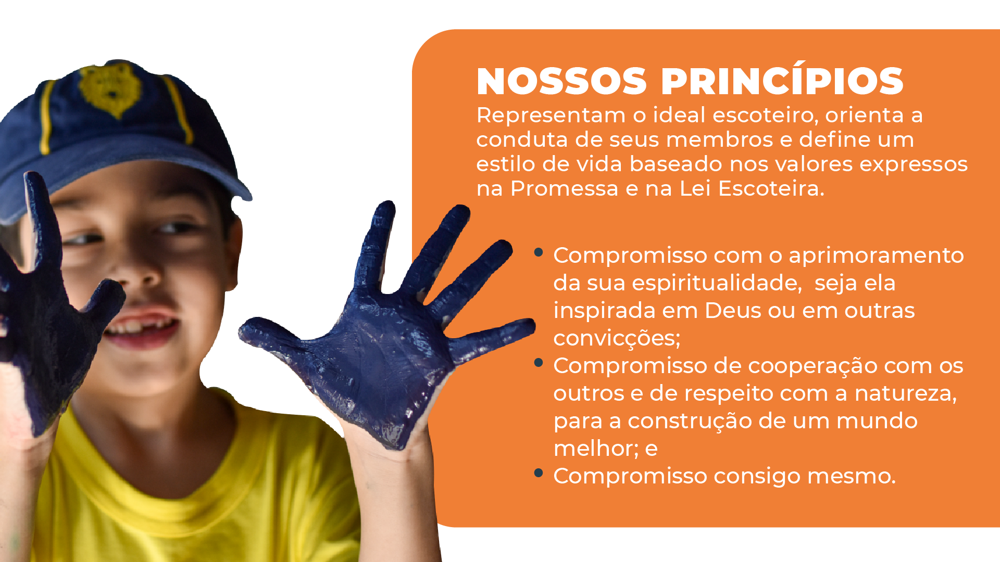 NOSSOS PRINCÍPIOS
Representam o ideal escoteiro, orienta a
conduta de seus membros e define um
estilo de vida baseado nos valores expressos
na Promessa e na Lei Escoteira.
• Compromisso com o aprimoramento
da sua espiritualidade,  seja ela
inspirada em Deus ou em outras
convicções;
• Compromisso de cooperação com os
outros e de respeito com a natureza,
para a construção de um mundo
melhor; e
• Compromisso consigo mesmo.